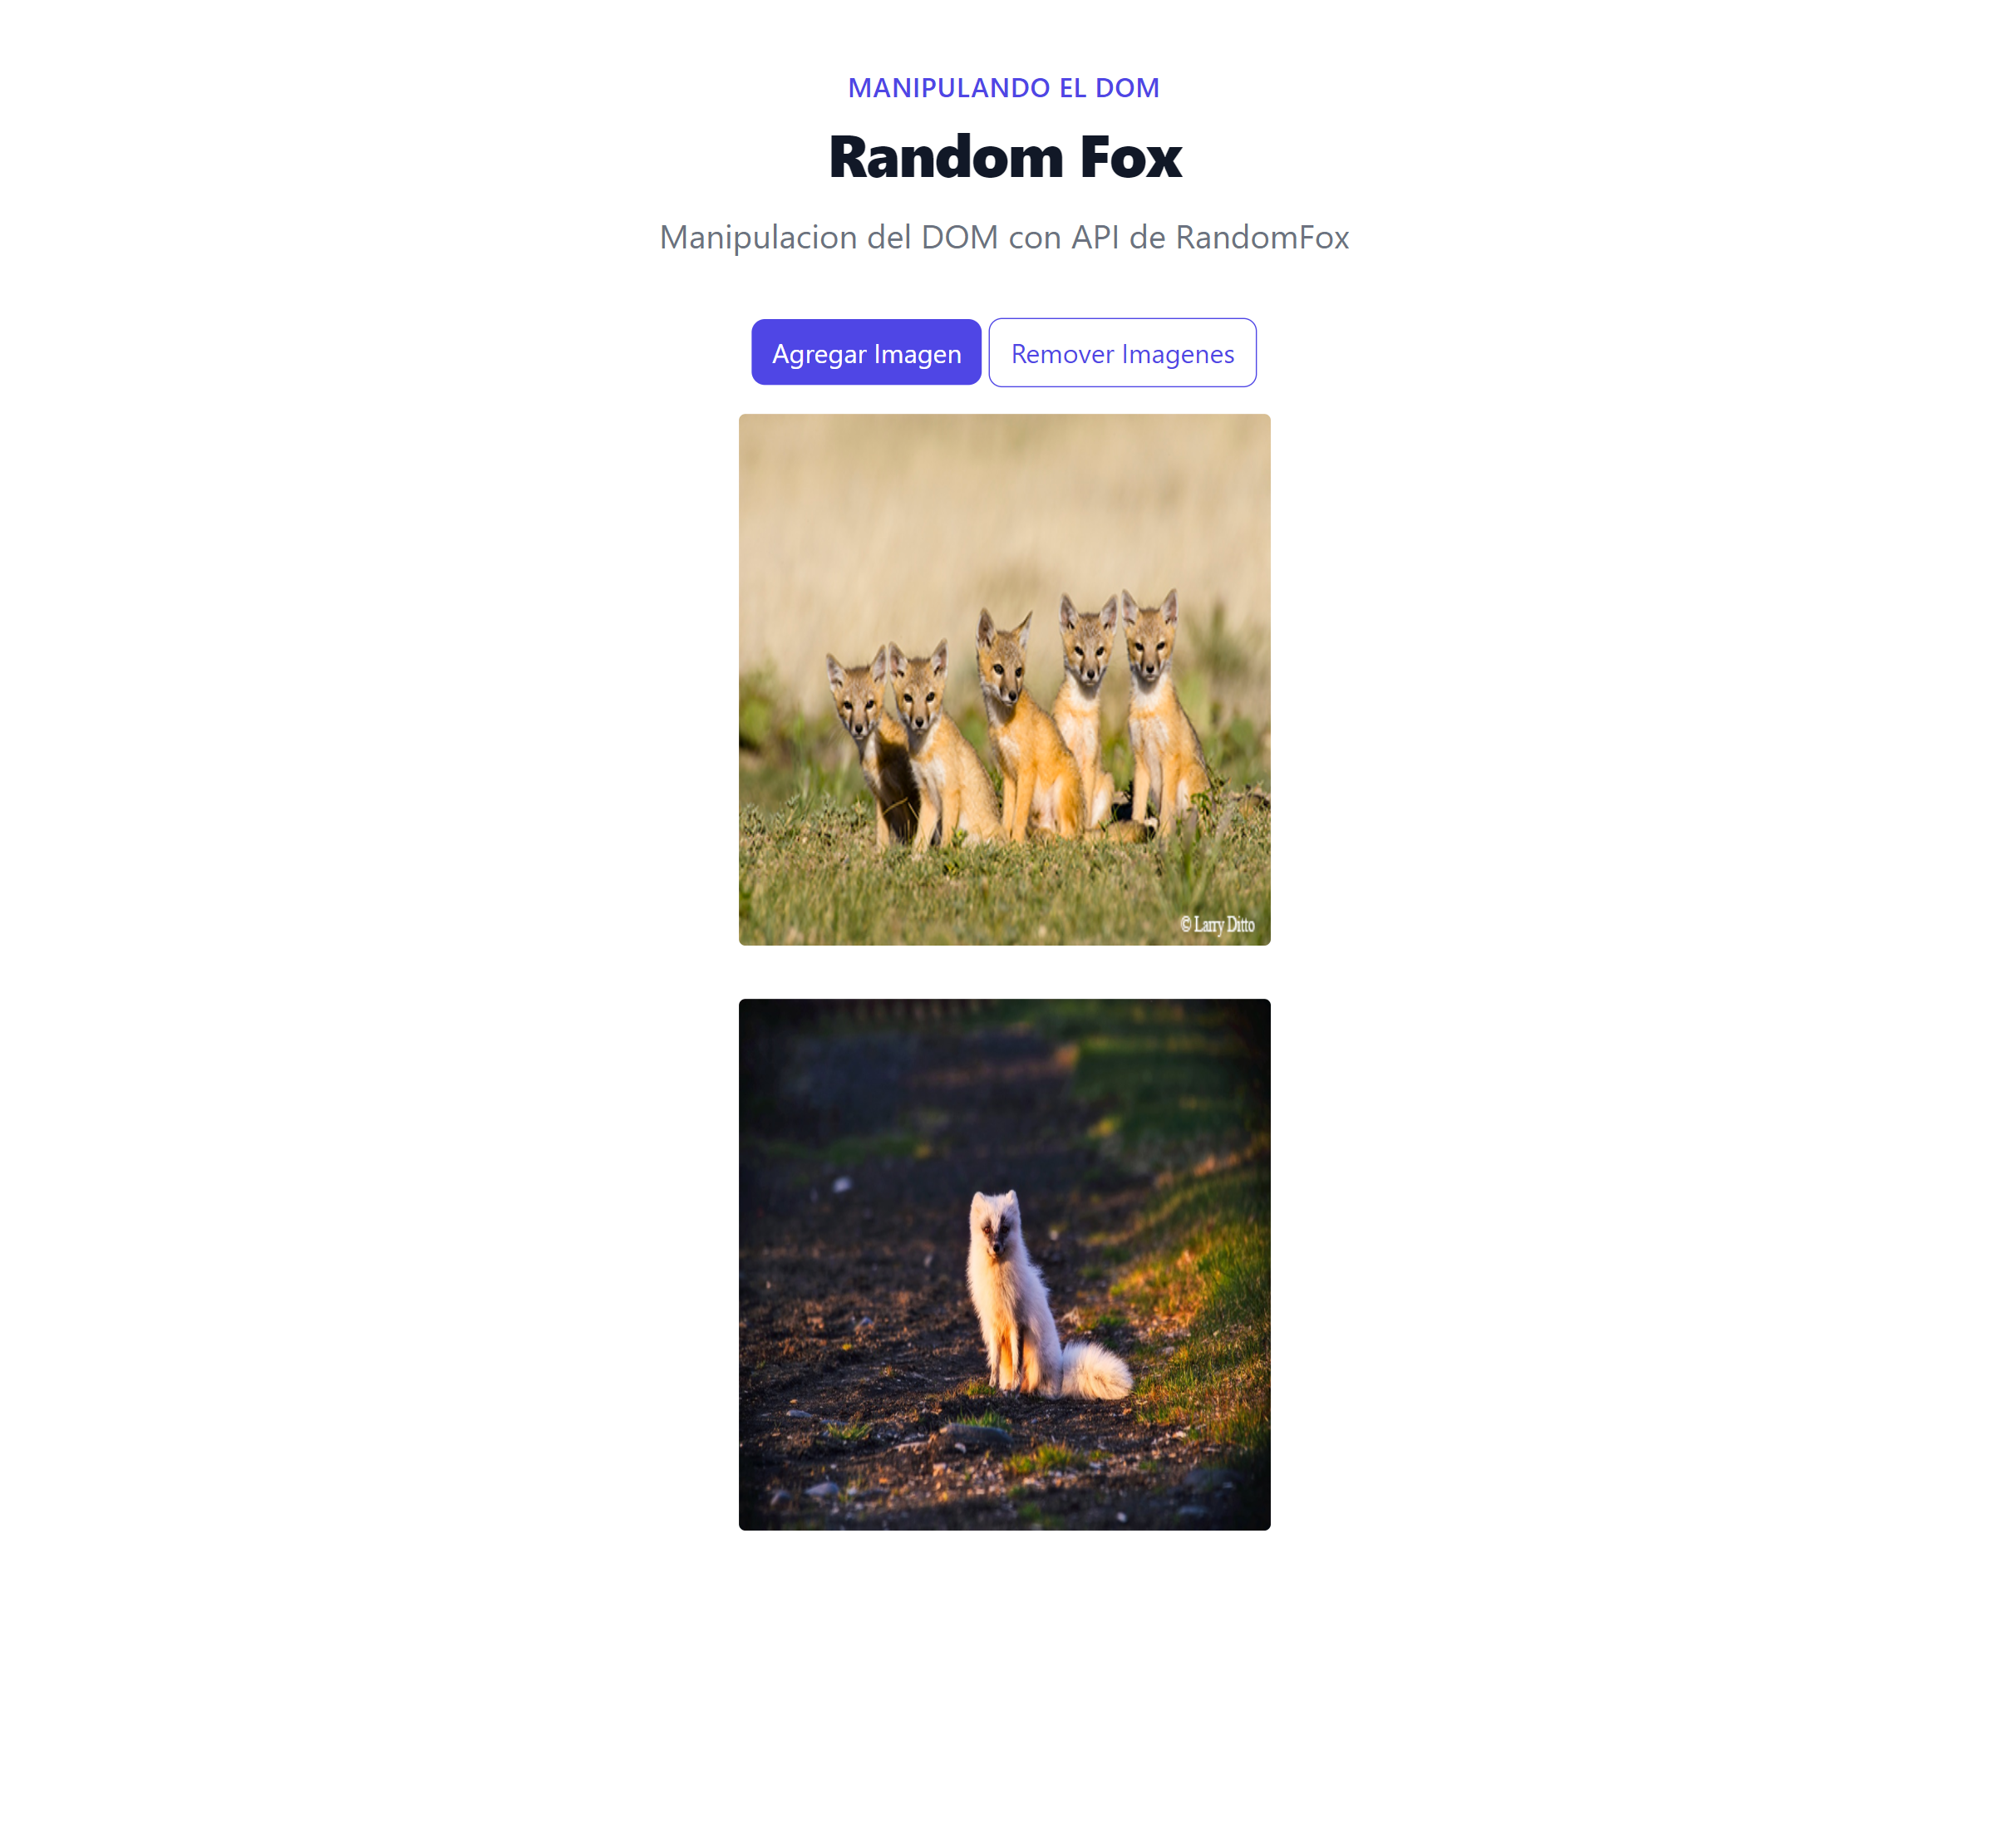 MANIPULANDO EL DOM
Random Fox
Manipulacion del DOM con API de RandomFox
Agregar Imagen
Remover Imagenes
© Larry Ditto